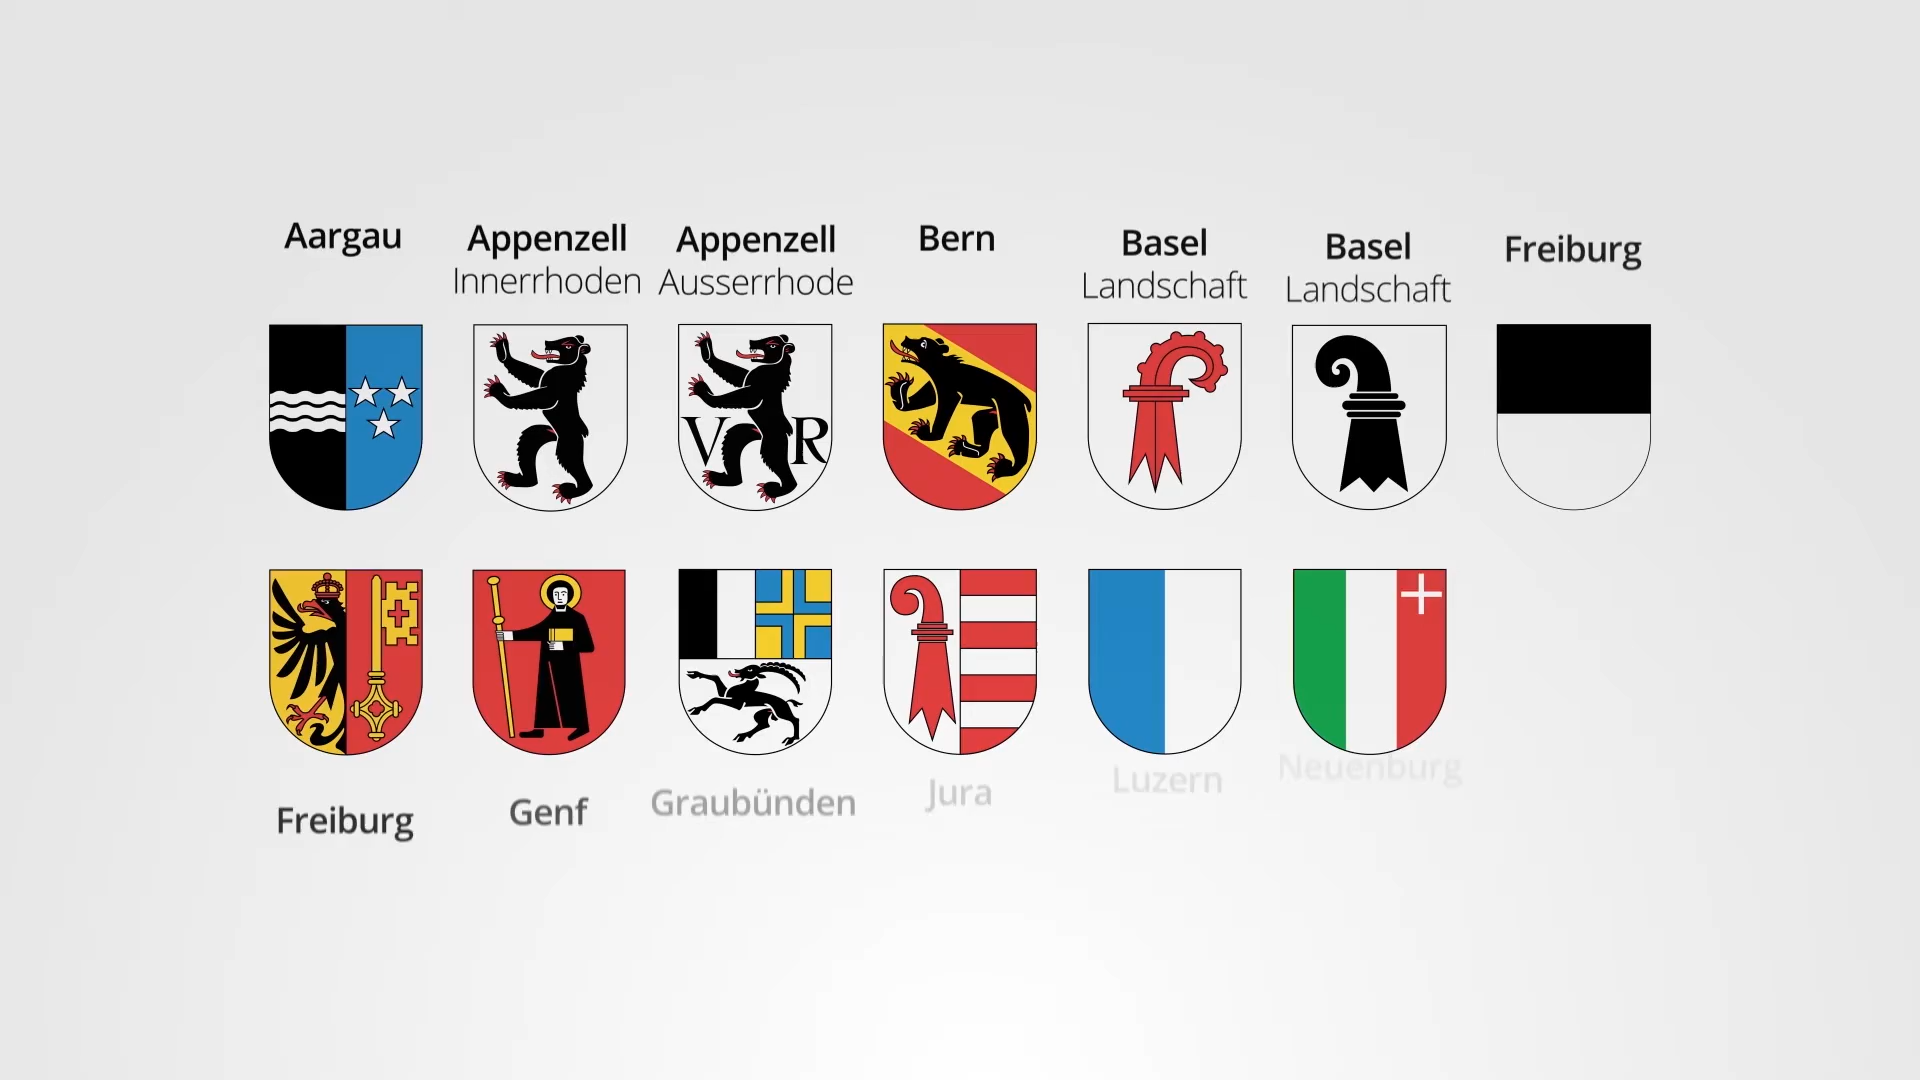 Aargau
Appenzell
Innerrhoden
Appenzell
Ausserrhode
Bern
Basel
Landschaft
Basel
Landschaft
Freiburg
V R
Freiburg
Genf
Graubünden
Jura
Luzern
Neuenburg